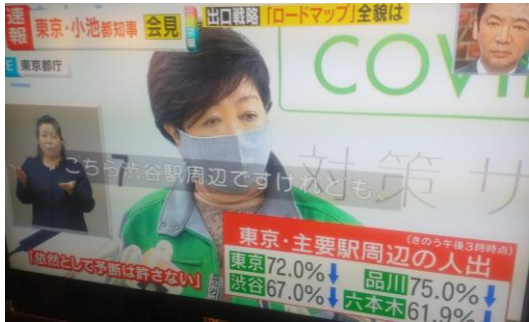 速報
東京・小池都知事 会見
出口戦略「ロードマップ」全貌は
東京都庁
COVI
対策サ
こちら渋谷駅周辺ですけれども、
「依然として予断は許さない」
東京・主要駅周辺の人出
(きのう午後3時時点)
東京 72.0%↓ 品川 75.0%↓
渋谷 67.0%↓ 六本木 61.9%↓